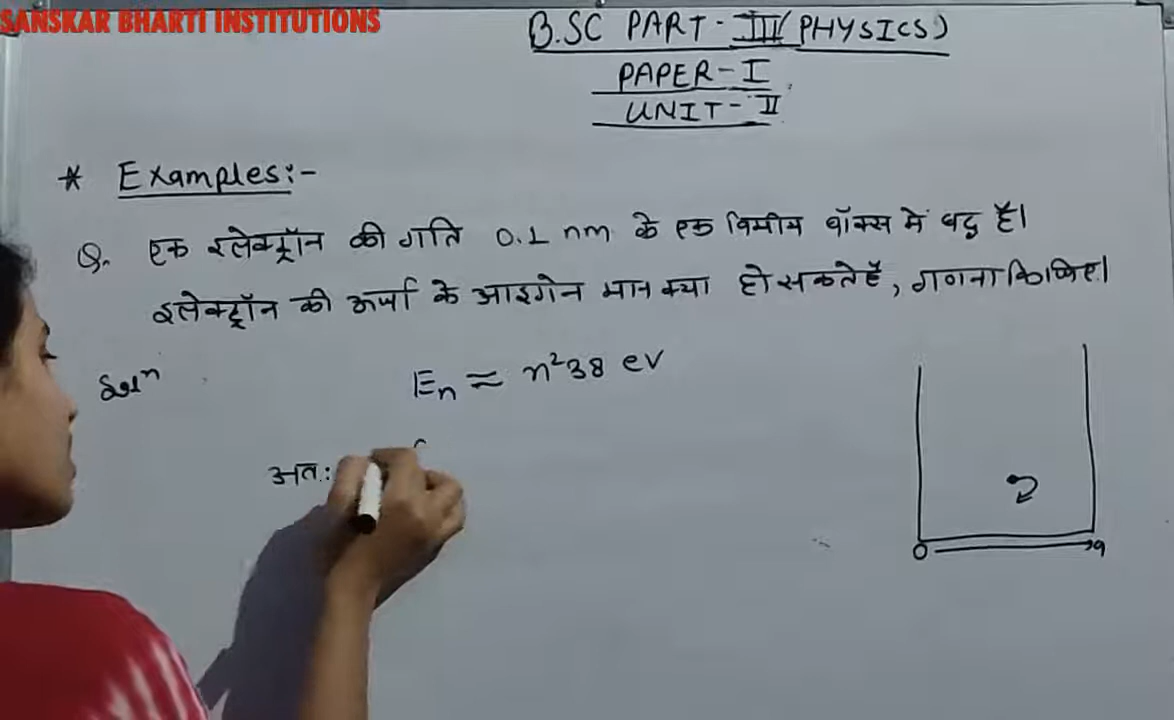 SANSKAR BHARTI INSTITUTIONS
B.SC PART-III (PHYSICS)
PAPER-I
UNIT-II
* Examples:-
Q. एक इलेक्ट्रॉन की गति 0.1 nm के एक विमीय बॉक्स में बद्ध है।
इलेक्ट्रॉन की ऊर्जा के आइगेन मान क्या हो सकते हैं, गणना किजिए।
Solⁿ Eₙ ≈ n²38 eV
अतः
0 a